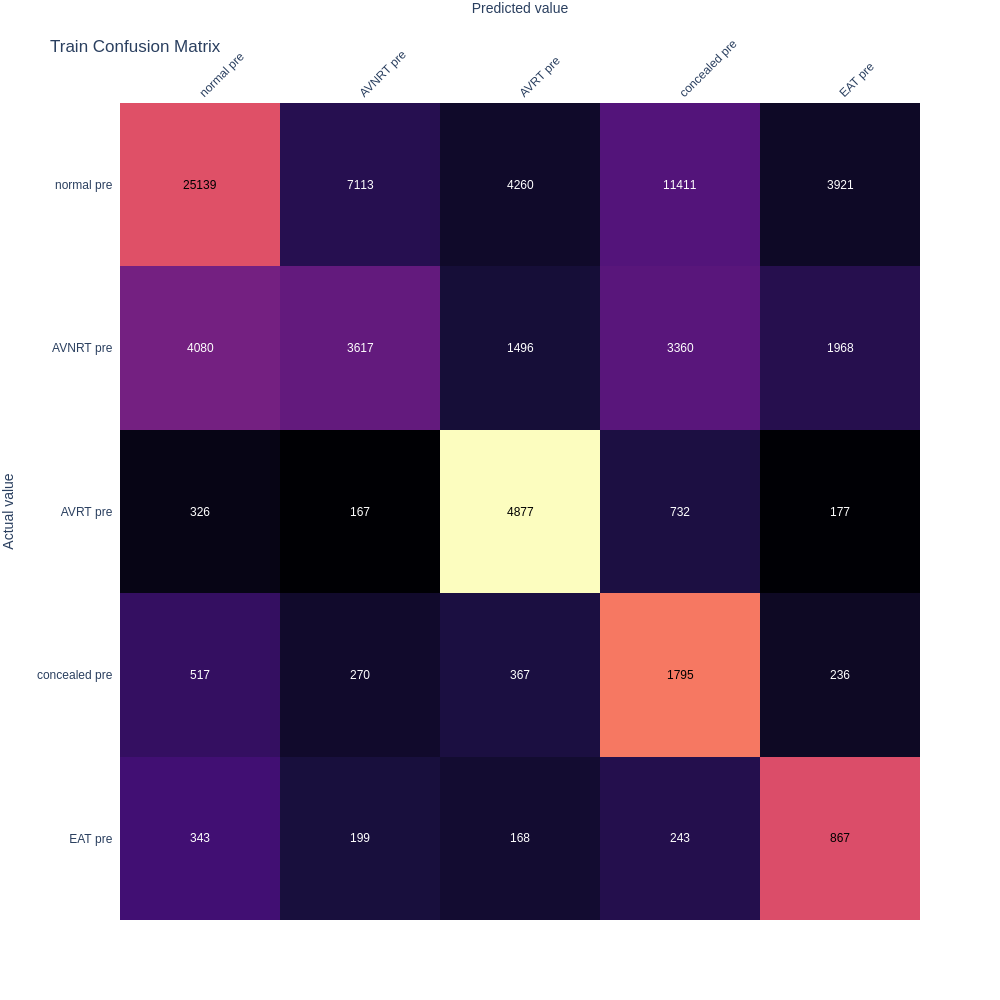 Predicted value
Train Confusion Matrix
normal pre AVNRT pre AVRT pre concealed pre EAT pre
normal pre 25139 7113 4260 11411 3921
AVNRT pre 4080 3617 1496 3360 1968
Actual value
AVRT pre 326 167 4877 732 177
concealed pre 517 270 367 1795 236
EAT pre 343 199 168 243 867